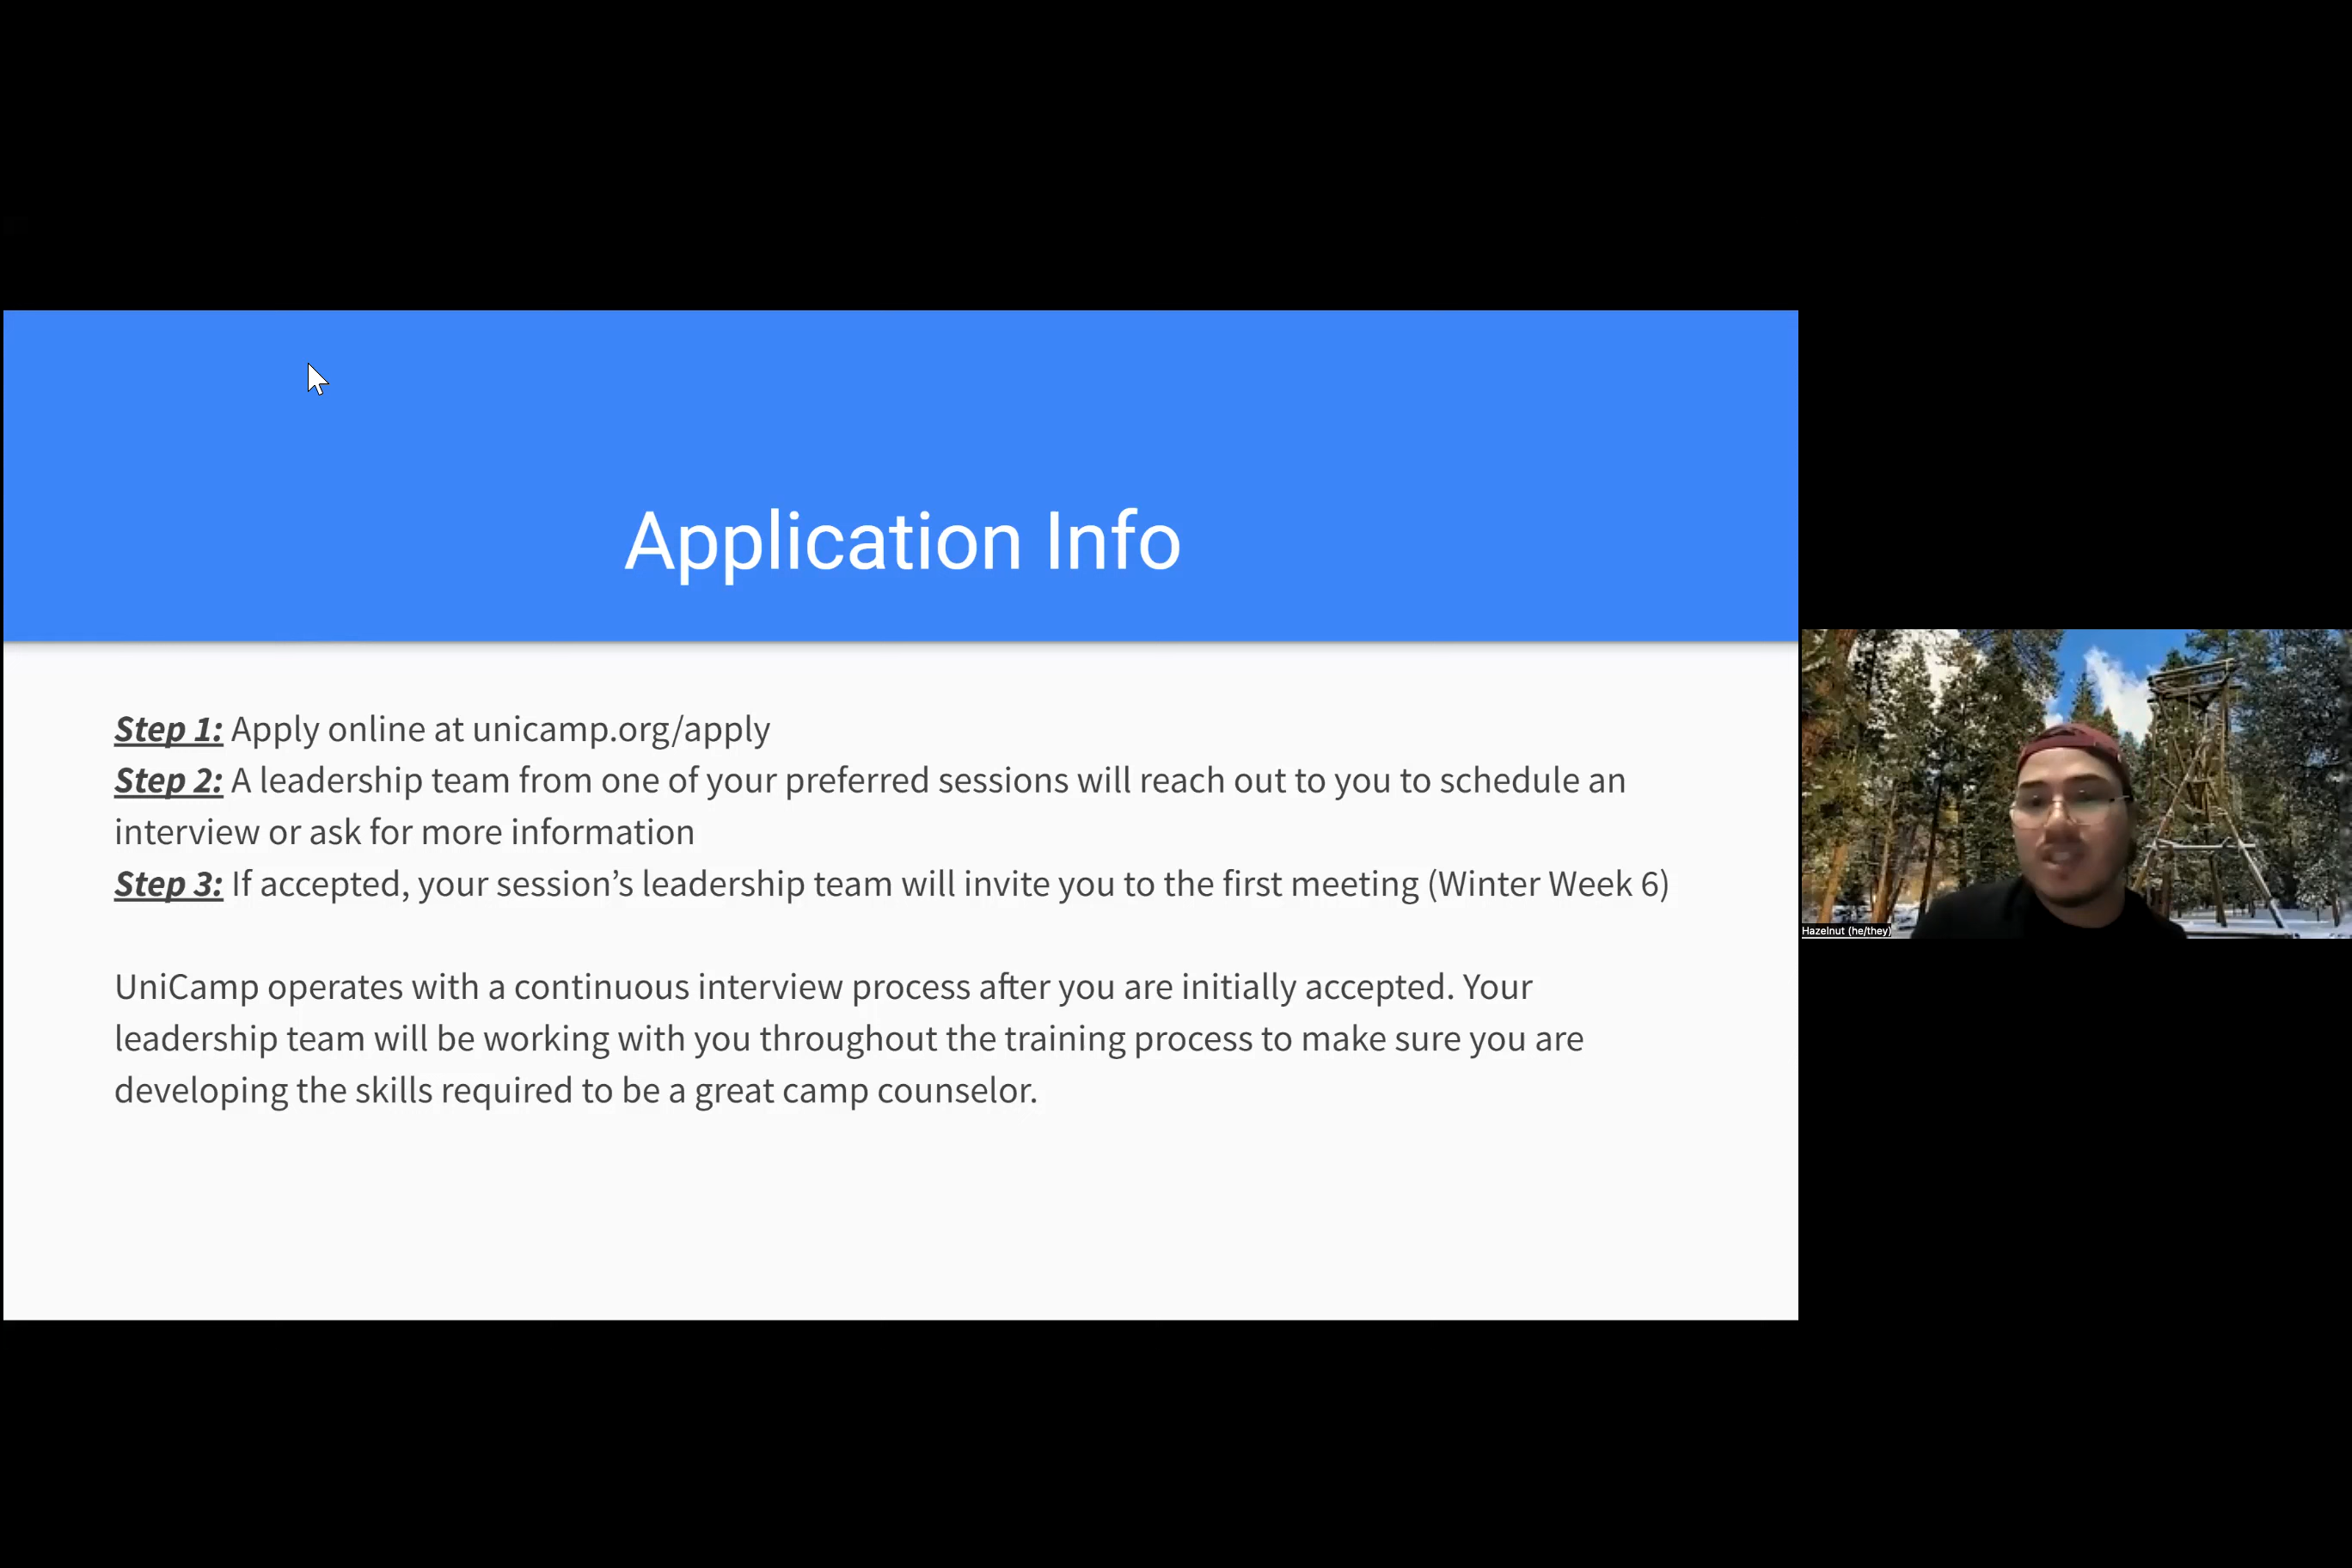 Application Info
Step 1: Apply online at unicamp.org/apply
Step 2: A leadership team from one of your preferred sessions will reach out to you to schedule an
interview or ask for more information
Step 3: If accepted, your session’s leadership team will invite you to the first meeting (Winter Week 6)
UniCamp operates with a continuous interview process after you are initially accepted. Your
leadership team will be working with you throughout the training process to make sure you are
developing the skills required to be a great camp counselor.
Hazelnut (he/they)